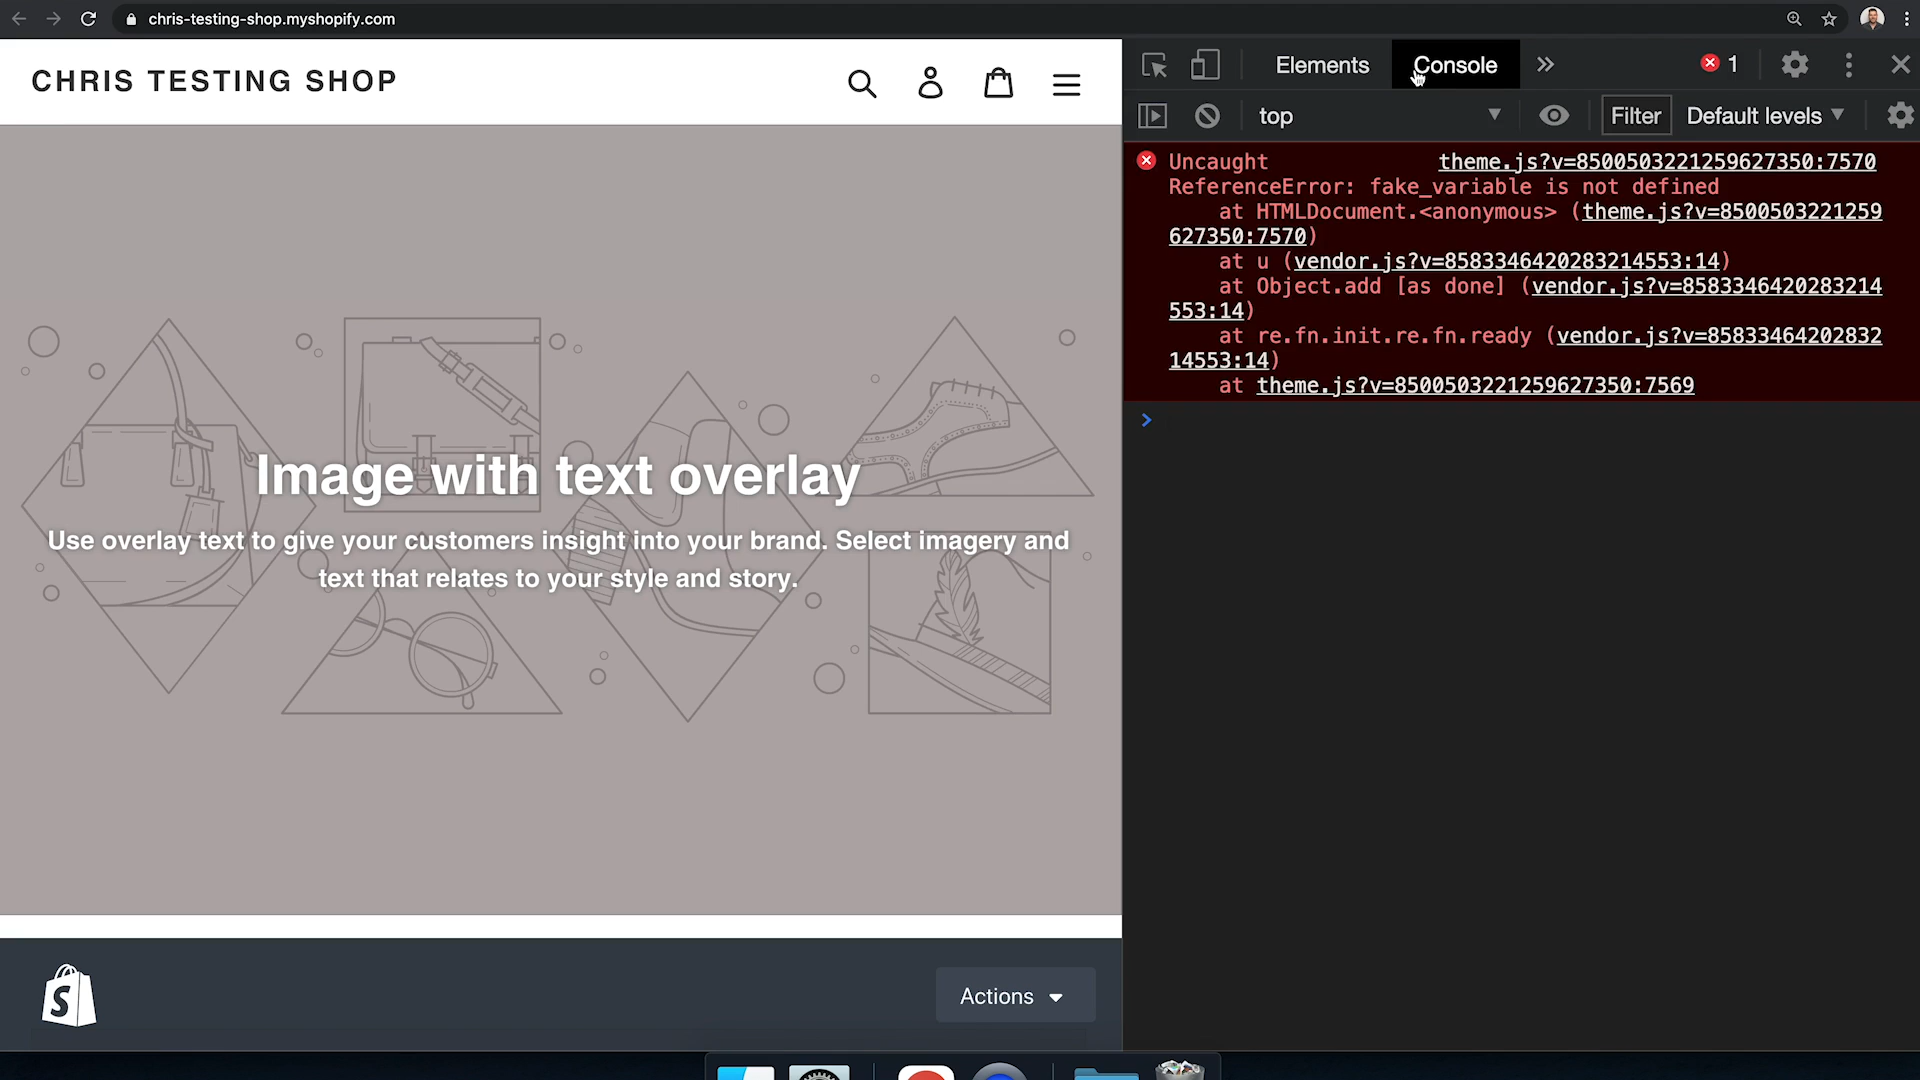 chris-testing-shop.myshopify.com
CHRIS TESTING SHOP
Elements
Console
1
top
Filter
Default levels
Uncaught theme.js?v=8500503221259627350:7570
ReferenceError: fake_variable is not defined
at HTMLDocument.<anonymous> (theme.js?v=8500503221259
627350:7570)
at u (vendor.js?v=8583346420283214553:14)
at Object.add [as done] (vendor.js?v=8583346420283214
553:14)
at re.fn.init.re.fn.ready (vendor.js?v=85833464202832
14553:14)
at theme.js?v=8500503221259627350:7569
Image with text overlay
Use overlay text to give your customers insight into your brand. Select imagery and
text that relates to your style and story.
S
Actions